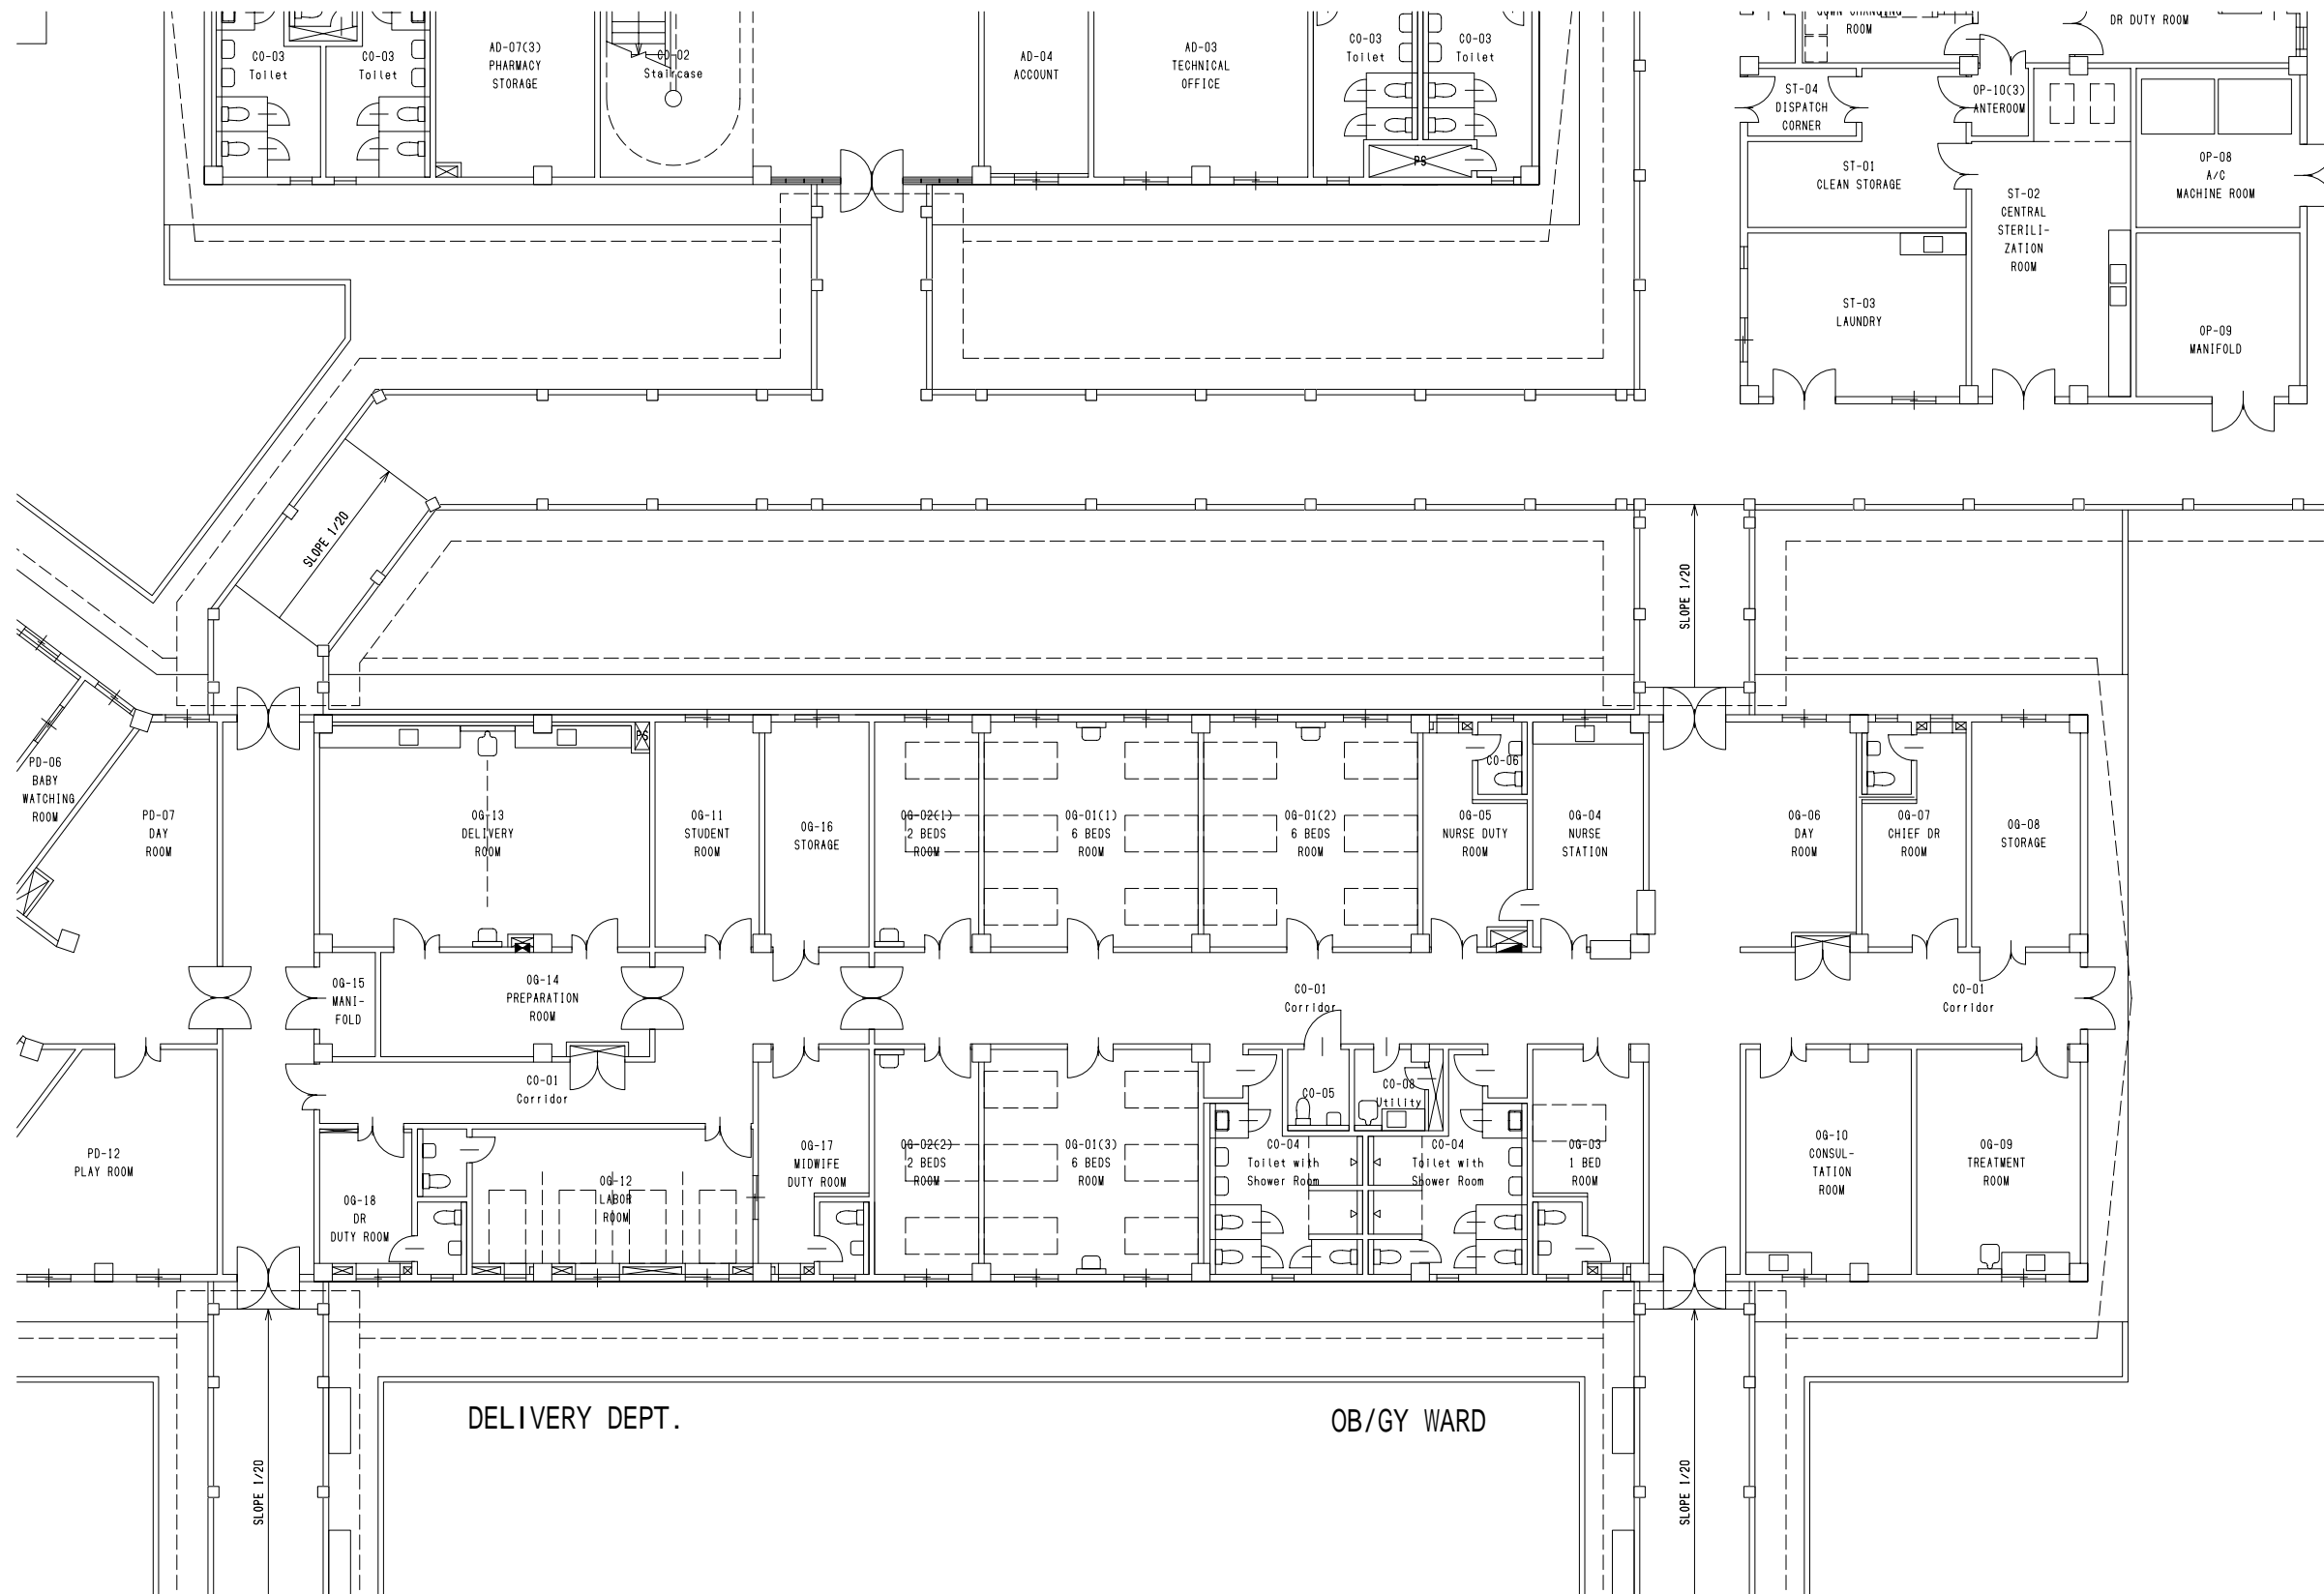 CO-03
Toilet
CO-03
Toilet
AD-07(3)
PHARMACY
STORAGE
CO-02
Staircase
AD-04
ACCOUNT
AD-03
TECHNICAL
OFFICE
CO-03
Toilet
CO-03
Toilet
PS
ROOM
DR DUTY ROOM
ST-04
DISPATCH
CORNER
OP-10(3)
ANTEROOM
ST-01
CLEAN STORAGE
ST-02
CENTRAL
STERILI-
ZATION
ROOM
OP-08
A/C
MACHINE ROOM
ST-03
LAUNDRY
OP-09
MANIFOLD
SLOPE 1/20
SLOPE 1/20
PD-06
BABY
WATCHING
ROOM
PD-07
DAY
ROOM
OG-13
DELIVERY
ROOM
PS
OG-11
STUDENT
ROOM
OG-16
STORAGE
OG-02(1)
2 BEDS
ROOM
OG-01(1)
6 BEDS
ROOM
OG-01(2)
6 BEDS
ROOM
OG-05
NURSE DUTY
ROOM
CO-06
OG-04
NURSE
STATION
OG-06
DAY
ROOM
OG-07
CHIEF DR
ROOM
OG-08
STORAGE
OG-15
MANI-
FOLD
OG-14
PREPARATION
ROOM
CO-01
Corridor
CO-01
Corridor
CO-01
Corridor
PD-12
PLAY ROOM
OG-18
DR
DUTY ROOM
OG-12
LABOR
ROOM
OG-17
MIDWIFE
DUTY ROOM
OG-02(2)
2 BEDS
ROOM
OG-01(3)
6 BEDS
ROOM
CO-05
CO-08
Utility
CO-04
Toilet with
Shower Room
CO-04
Toilet with
Shower Room
OG-03
1 BED
ROOM
OG-10
CONSUL-
TATION
ROOM
OG-09
TREATMENT
ROOM
DELIVERY DEPT.
OB/GY WARD
SLOPE 1/20
SLOPE 1/20